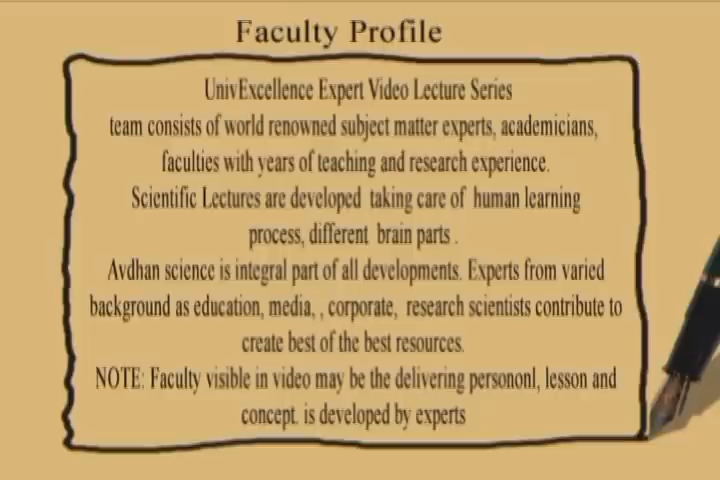 Faculty Profile
UnivExcellence Expert Video Lecture Series
team consists of world renowned subject matter experts, academicians,
faculties with years of teaching and research experience.
Scientific Lectures are developed taking care of human learning
process, different brain parts .
Avdhan science is integral part of all developments. Experts from varied
background as education, media, , corporate, research scientists contribute to
create best of the best resources.
NOTE: Faculty visible in video may be the delivering persononl, lesson and
concept. is developed by experts